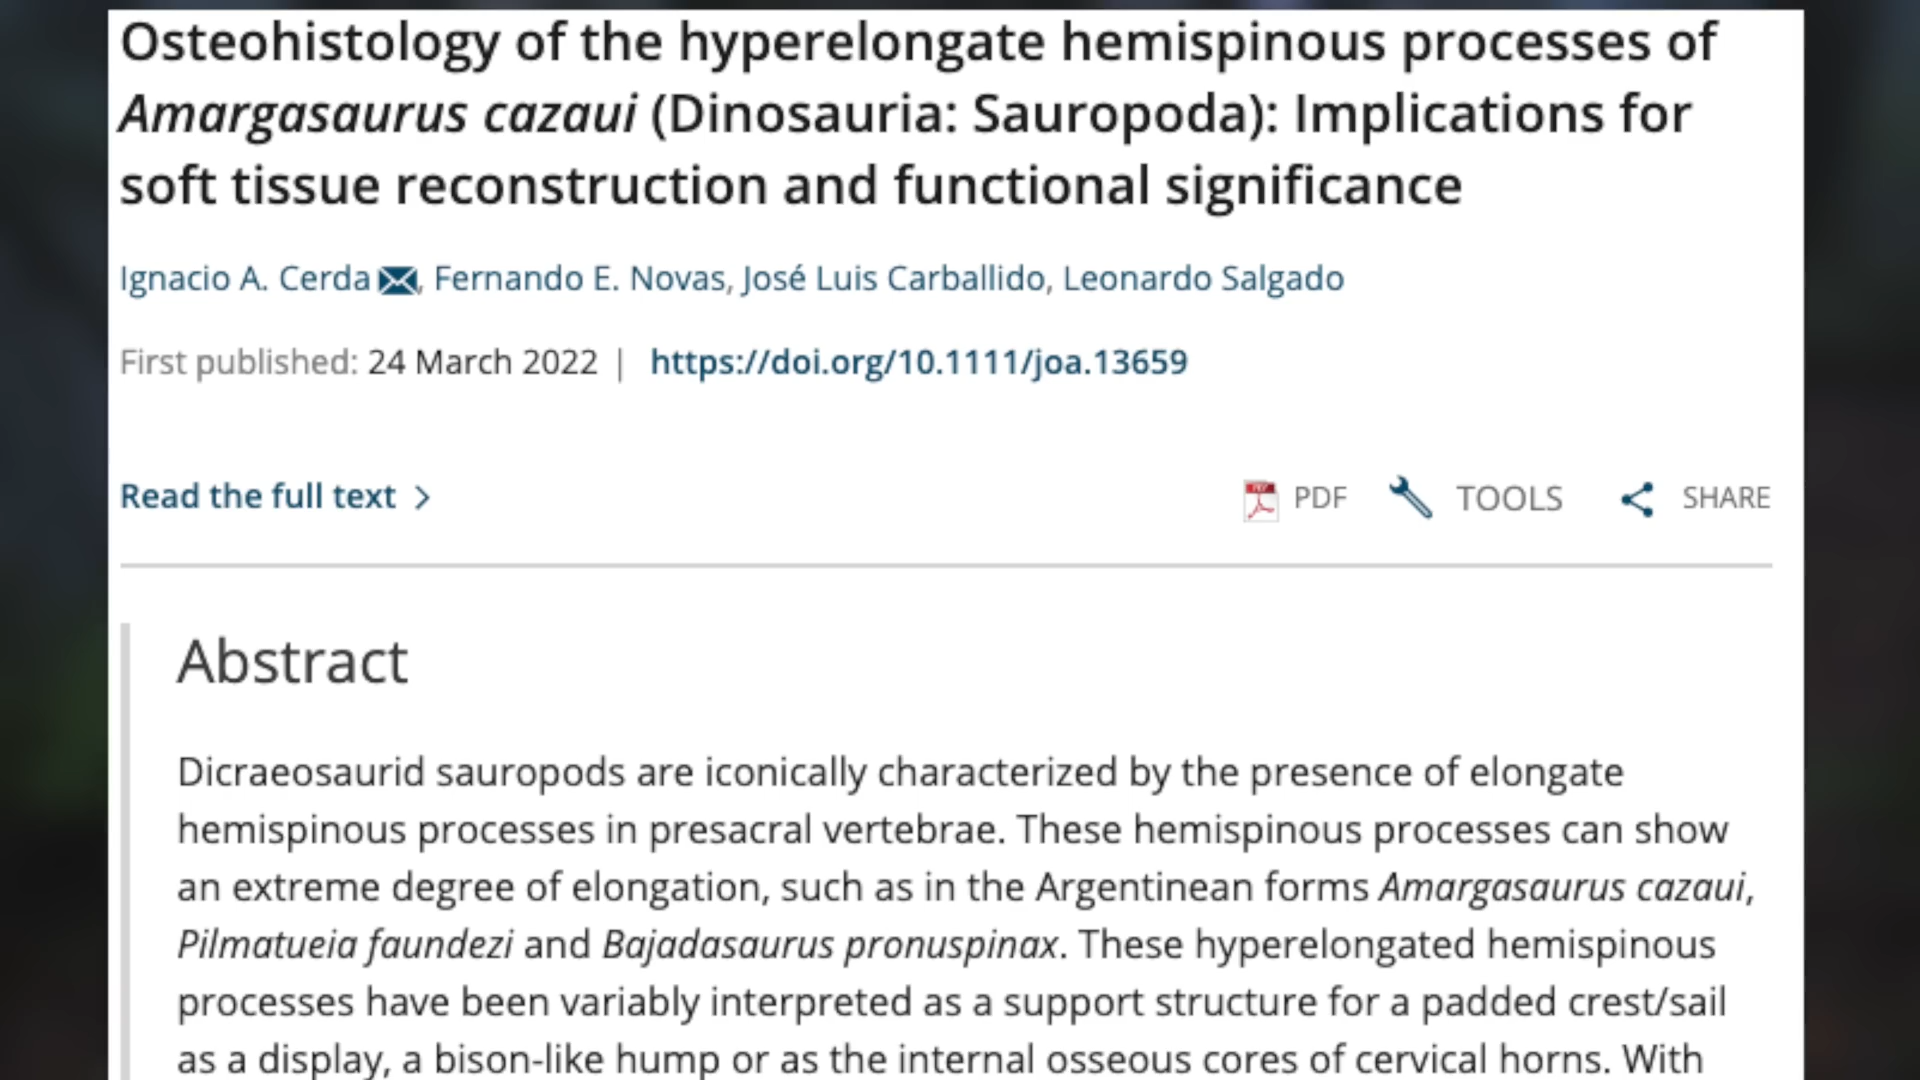 Osteohistology of the hyperelongate hemispinous processes of
Amargasaurus cazaui (Dinosauria: Sauropoda): Implications for
soft tissue reconstruction and functional significance
Ignacio A. Cerda, Fernando E. Novas, José Luis Carballido, Leonardo Salgado
First published: 24 March 2022 | https://doi.org/10.1111/joa.13659
Read the full text >
PDF TOOLS SHARE
Abstract
Dicraeosaurid sauropods are iconically characterized by the presence of elongate
hemispinous processes in presacral vertebrae. These hemispinous processes can show
an extreme degree of elongation, such as in the Argentinean forms Amargasaurus cazaui,
Pilmatueia faundezi and Bajadasaurus pronuspinax. These hyperelongated hemispinous
processes have been variably interpreted as a support structure for a padded crest/sail
as a display, a bison-like hump or as the internal osseous cores of cervical horns. With